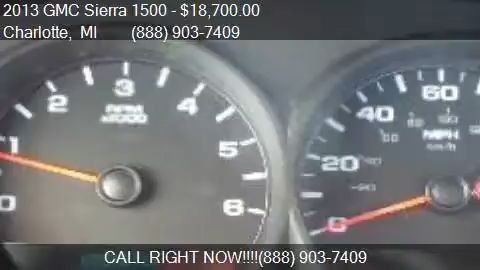 2013 GMC Sierra 1500 - $18,700.00
Charlotte, MI (888) 903-7409
0 1 2 3 4 5 6
RPM
x1000
0 20 40 60
MPH
km/h
CALL RIGHT NOW!!!!(888) 903-7409